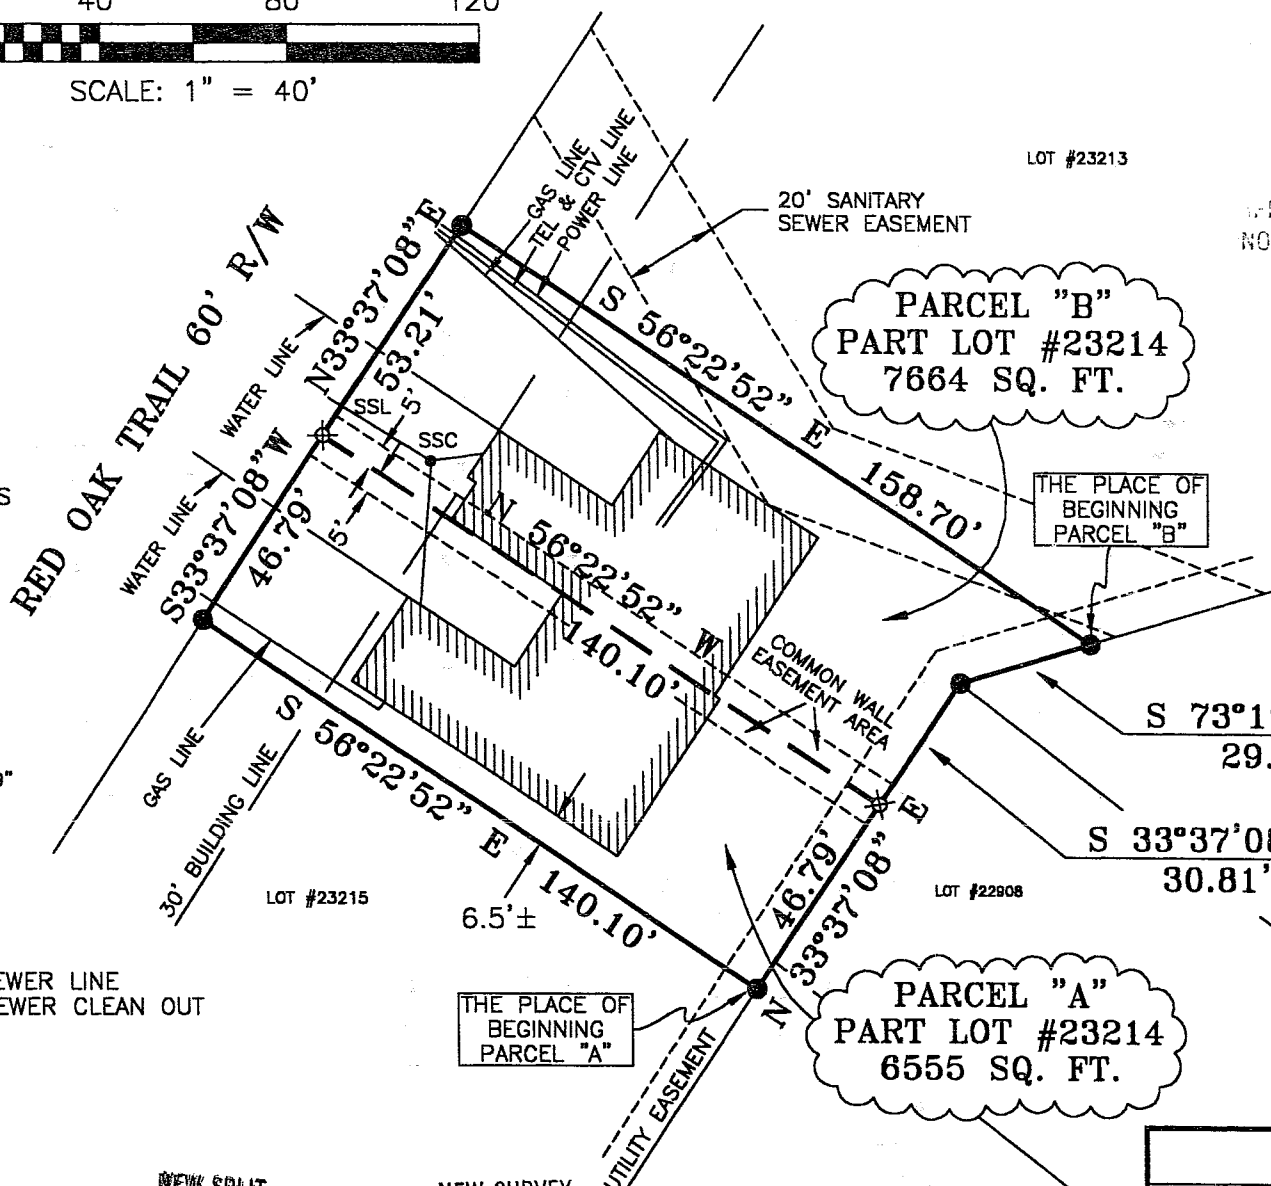 40 80 120
SCALE: 1" = 40'
LOT #23213
GAS LINE
TEL & CTV LINE
POWER LINE
20' SANITARY
SEWER EASEMENT
NO
RED OAK TRAIL 60' R/W
WATER LINE
N33°37'08"E
53.21'
S 56°22'52" E 158.70'
PARCEL "B"
PART LOT #23214
7664 SQ. FT.
SSL
5'
SSC
WATER LINE
S33°37'08"W
46.79'
5'
N 56°22'52" W
140.10'
THE PLACE OF
BEGINNING
PARCEL "B"
COMMON WALL
EASEMENT AREA
S 73°1
29.
GAS LINE
30' BUILDING LINE
S 56°22'52" E 140.10'
S 33°37'08
30.81'
46.79'
N 33°37'08" E
LOT #23215
LOT #22908
6.5'±
EWER LINE
EWER CLEAN OUT
THE PLACE OF
BEGINNING
PARCEL "A"
PARCEL "A"
PART LOT #23214
6555 SQ. FT.
UTILITY EASEMENT
NEW SPLIT
NEW SURVEY